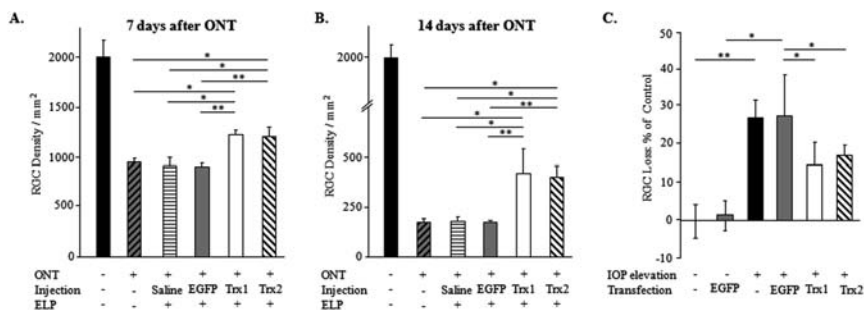 A.
7 days after ONT
RGC Density / mm²
2000
1500
1000
500
0
* * ** * * **
ONT - + + + + +
Injection - - Saline EGFP Trx1 Trx2
ELP - - + + + +
B.
14 days after ONT
RGC Density / mm²
2000
500
250
0
* * ** * * **
ONT - + + + + +
Injection - - Saline EGFP Trx1 Trx2
ELP - - + + + +
C.
RGC Loss: % of Control
50
40
30
20
10
0
-10
* ** * *
IOP elevation - - + + + +
Transfection - EGFP - EGFP Trx1 Trx2